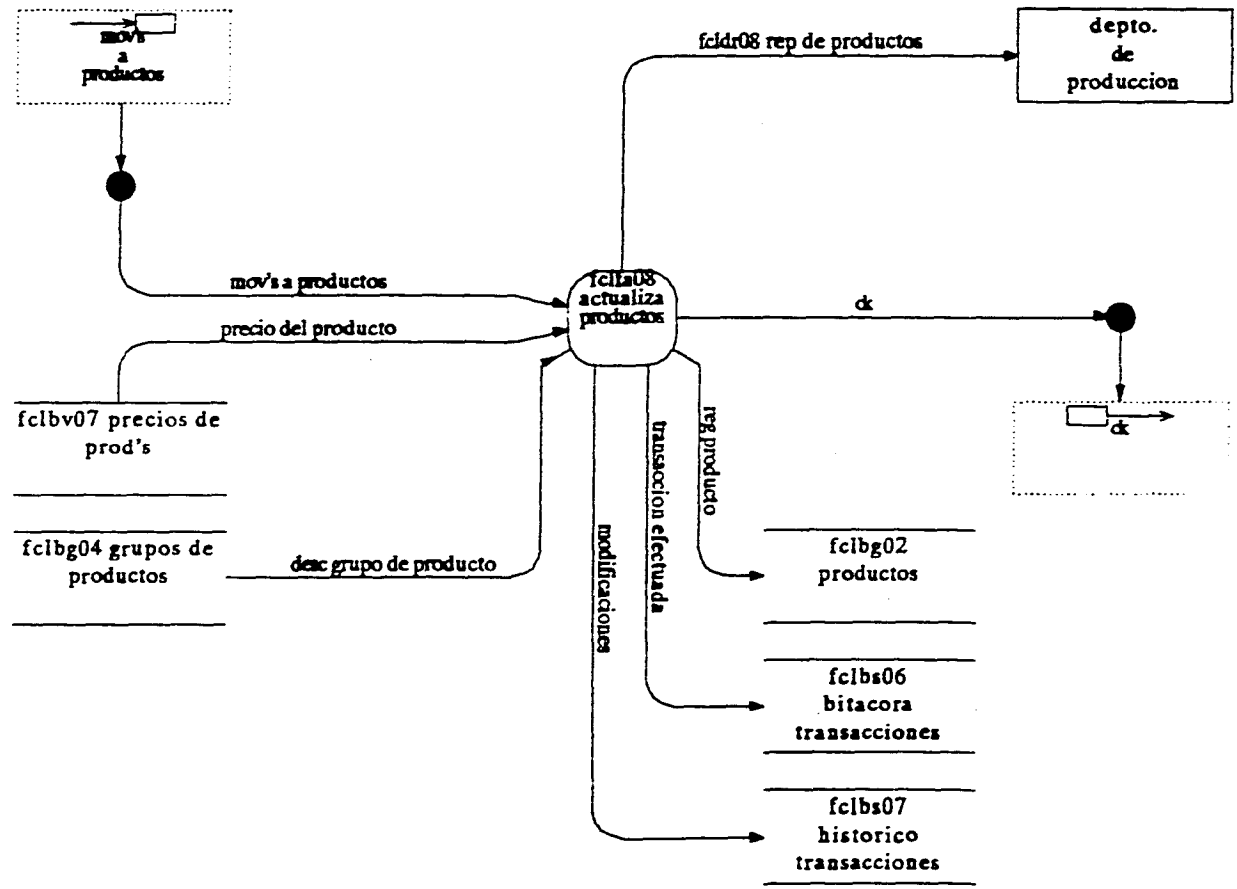 mov's
a
productos
fcldr08 rep de productos
depto.
de
produccion
mov's a productos
fclfa08
actualiza
productos
ck
precio del producto
fclbv07 precios de
prod's
ck
reg producto
transaccion efectuada
modificaciones
fclbg04 grupos de
productos
desc grupo de producto
fclbg02
productos
fclbs06
bitacora
transacciones
fclbs07
historico
transacciones